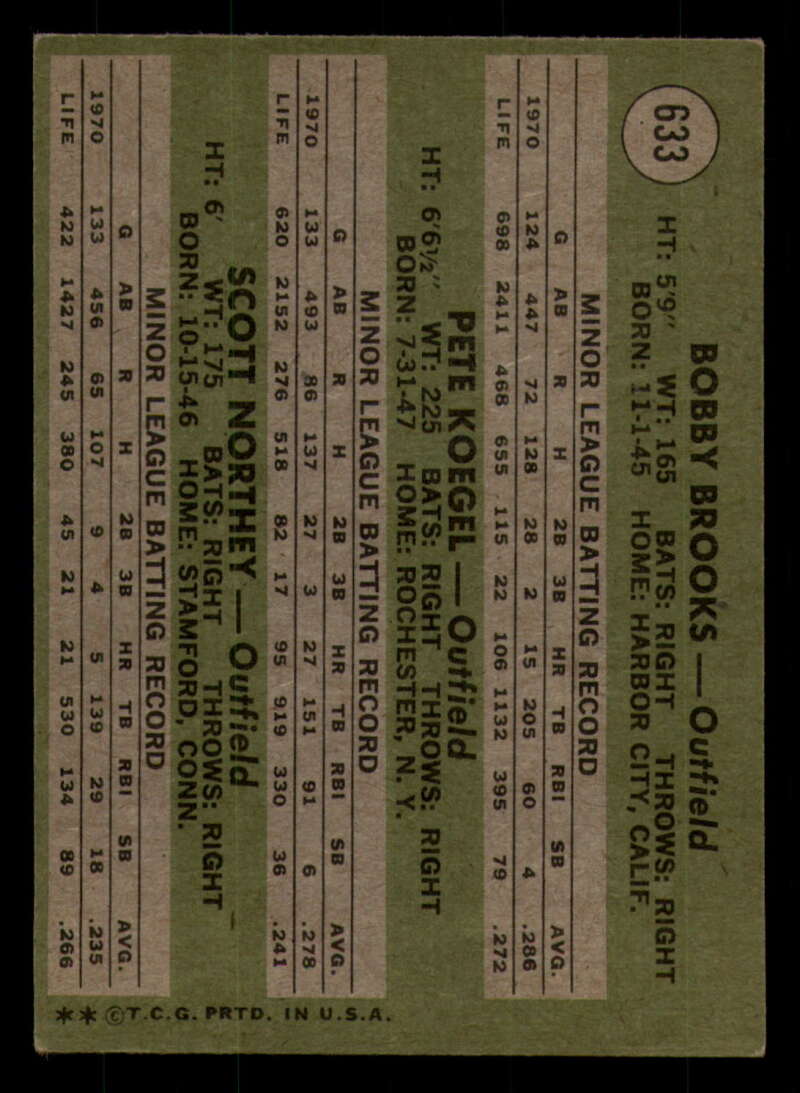 633
BOBBY BROOKS — Outfield
HT: 5'9" WT: 165 BATS: RIGHT THROWS: RIGHT
BORN: 11-1-45 HOME: HARBOR CITY, CALIF.
MINOR LEAGUE BATTING RECORD
G AB R H 2B 3B HR TB RBI SB AVG.
1970 124 447 72 128 28 2 15 205 60 4 .286
LIFE 698 2411 468 655 115 22 106 1132 395 79 .272
PETE KOEGEL — Outfield
HT: 6'6½" WT: 225 BATS: RIGHT THROWS: RIGHT
BORN: 7-31-47 HOME: ROCHESTER, N. Y.
MINOR LEAGUE BATTING RECORD
G AB R H 2B 3B HR TB RBI SB AVG.
1970 133 493 86 137 27 3 27 151 91 6 .278
LIFE 620 2152 276 518 82 17 95 919 330 36 .241
SCOTT NORTHEY — Outfield
HT: 6' WT: 175 BATS: RIGHT THROWS: RIGHT
BORN: 10-15-46 HOME: STAMFORD, CONN.
MINOR LEAGUE BATTING RECORD
G AB R H 2B 3B HR TB RBI SB AVG.
1970 133 456 65 107 9 4 5 139 29 18 .235
LIFE 422 1427 245 380 45 21 21 530 134 89 .266
** ©T.C.G. PRTD. IN U.S.A.